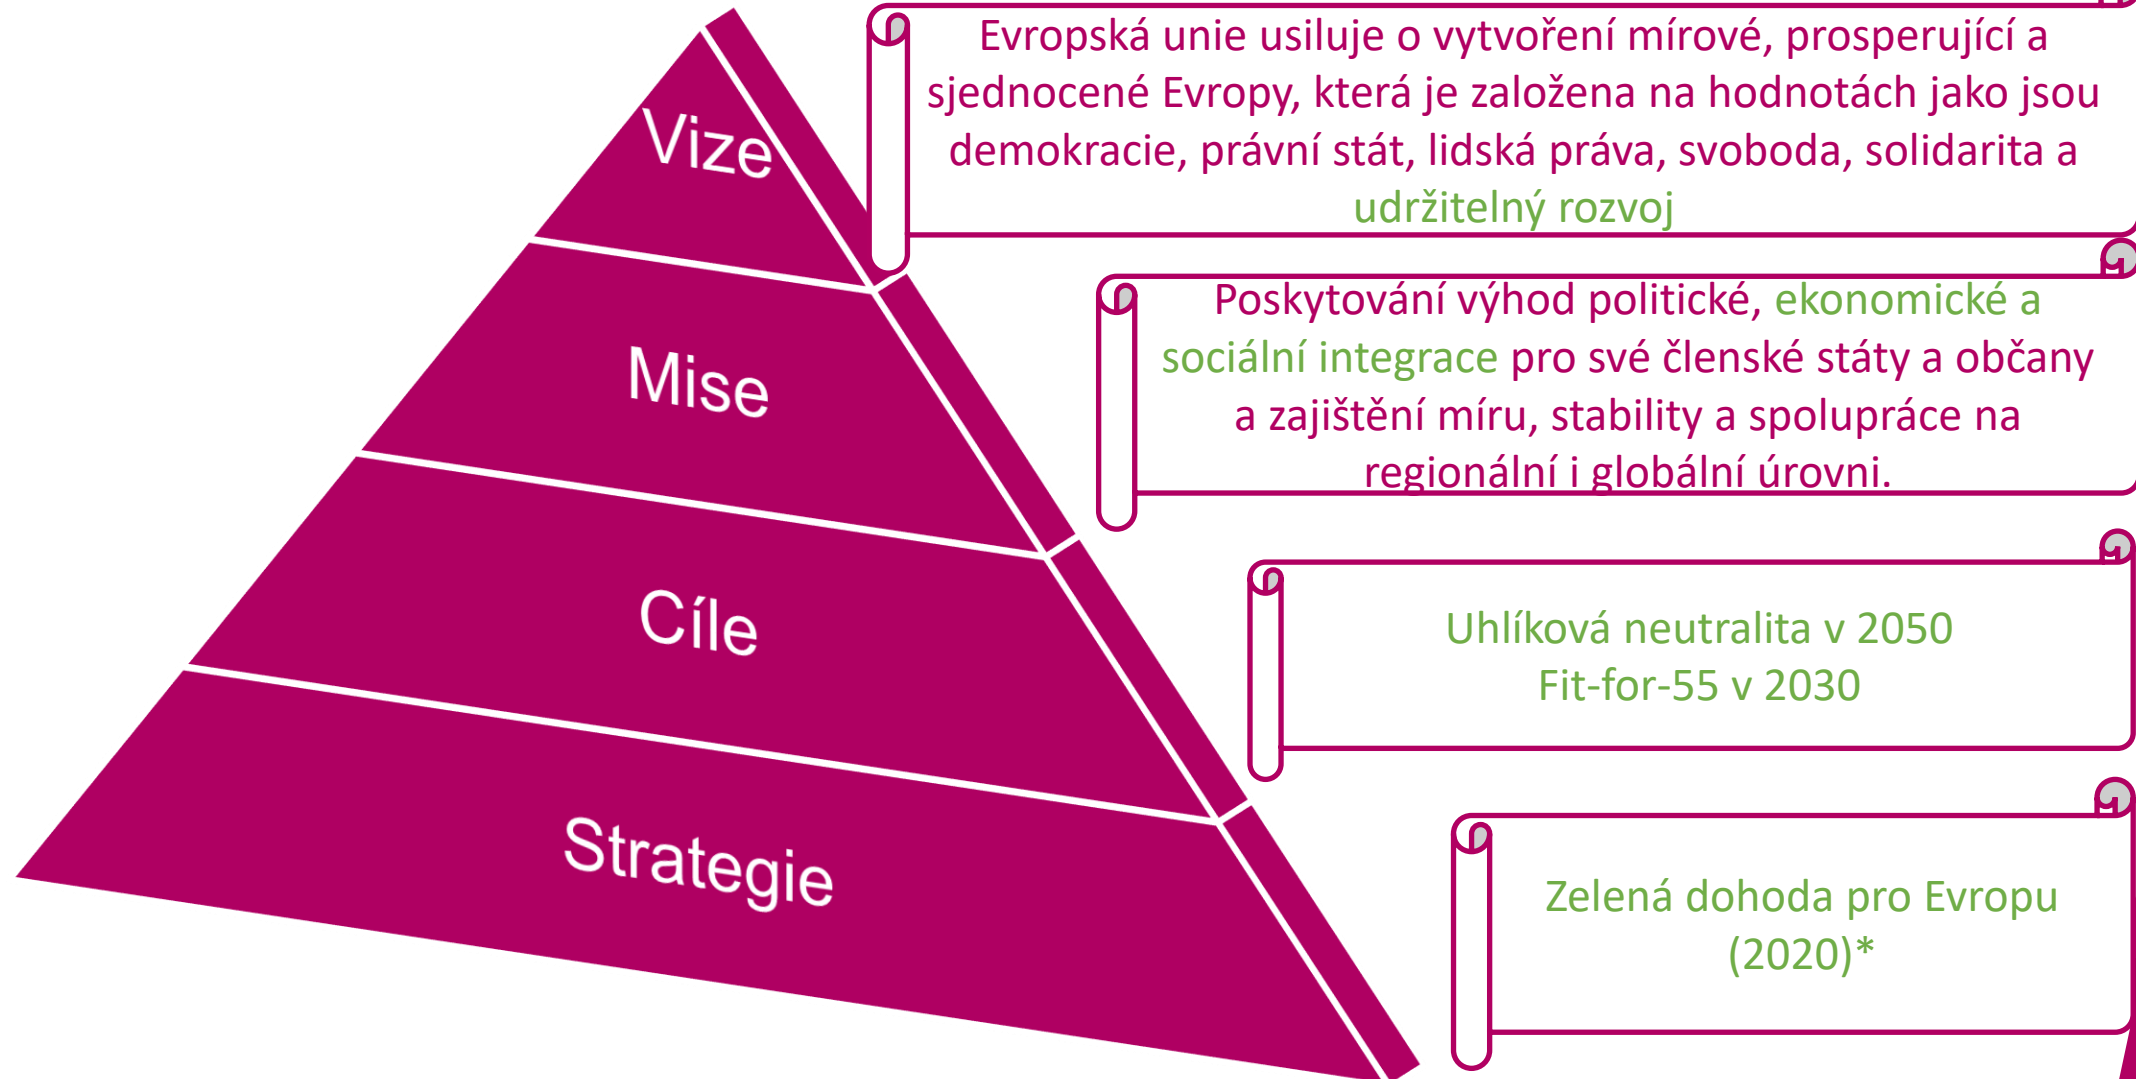 Vize
Evropská unie usiluje o vytvoření mírové, prosperující a
sjednocené Evropy, která je založena na hodnotách jako jsou
demokracie, právní stát, lidská práva, svoboda, solidarita a
udržitelný rozvoj
Mise
Poskytování výhod politické, ekonomické a
sociální integrace pro své členské státy a občany
a zajištění míru, stability a spolupráce na
regionální i globální úrovni.
Cíle
Uhlíková neutralita v 2050
Fit-for-55 v 2030
Strategie
Zelená dohoda pro Evropu
(2020)*